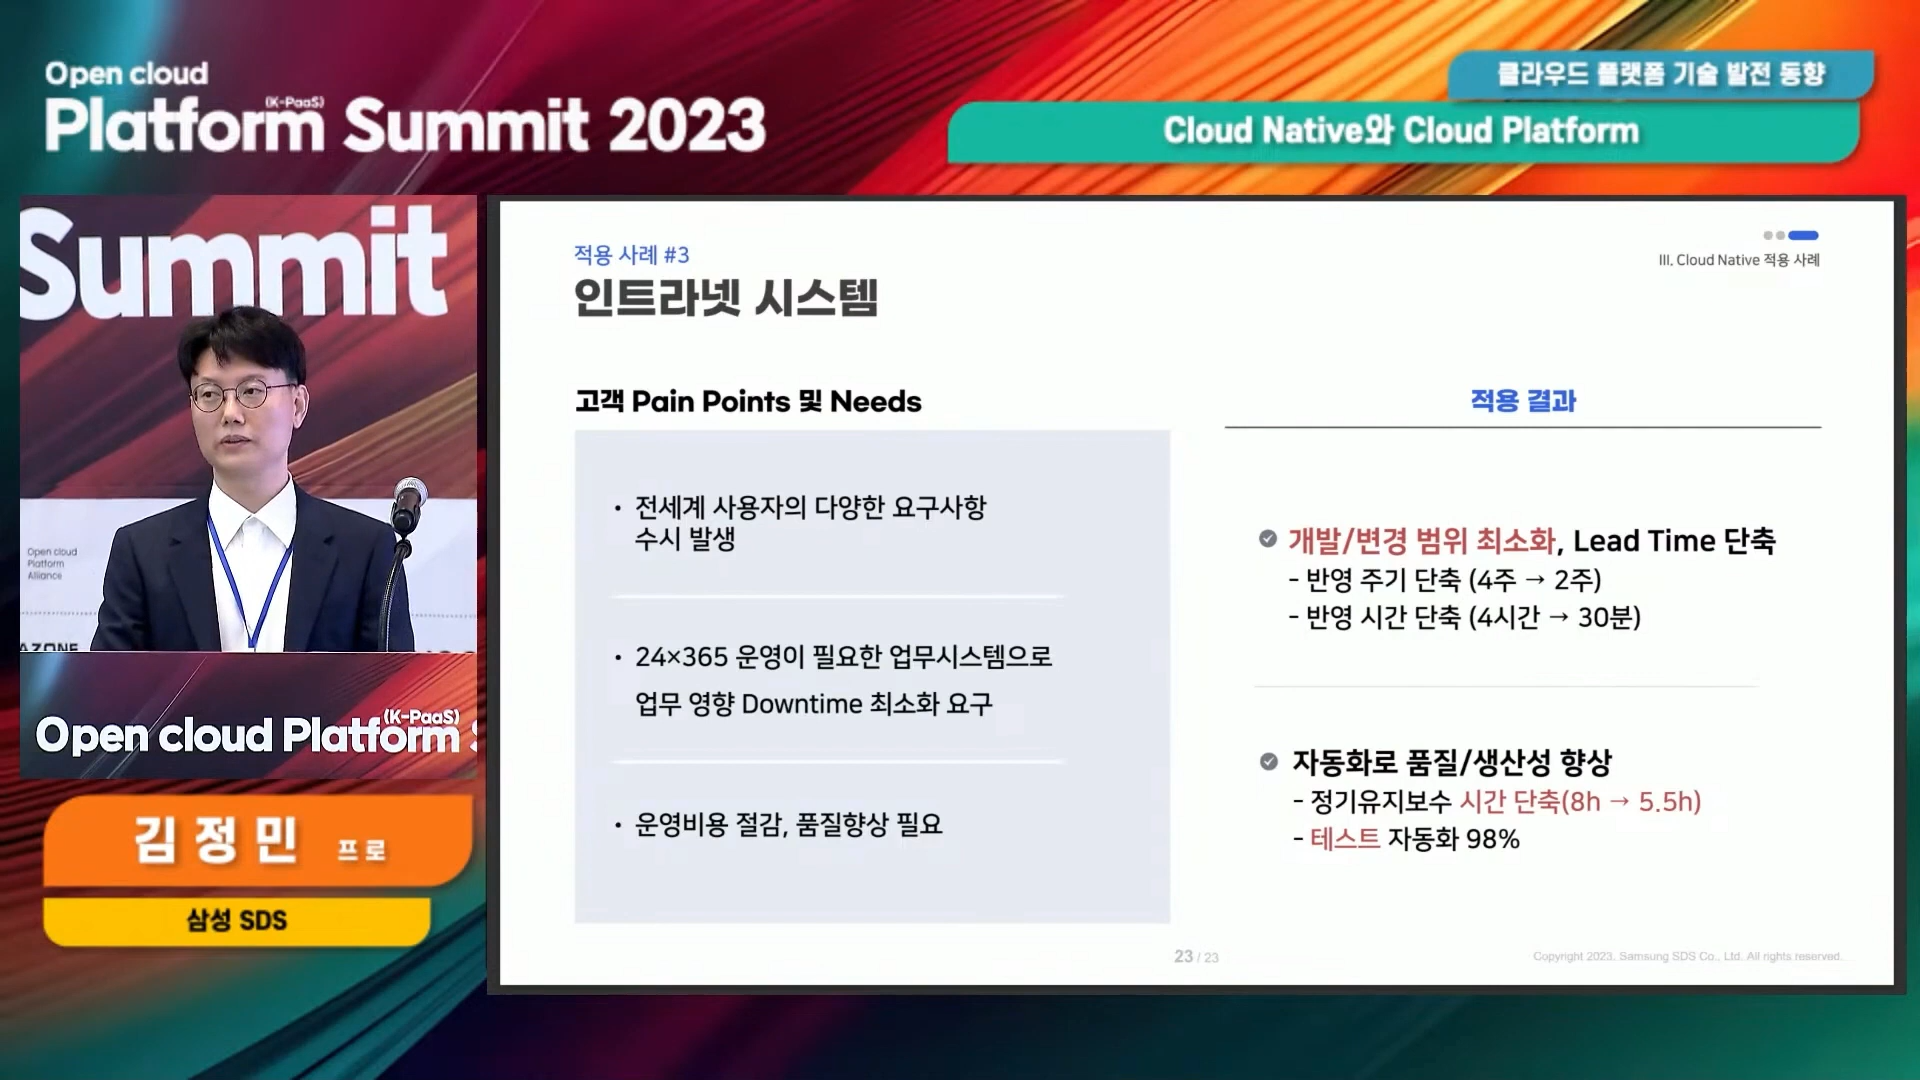 Open cloud
(K-PaaS)
Platform Summit 2023
클라우드 플랫폼 기술 발전 동향
Cloud Native와 Cloud Platform
Summit
Open cloud
Platform
Alliance
AZONE
(K-PaaS)
Open cloud Platform
김정민 프로
삼성 SDS
적용 사례 #3
인트라넷 시스템
III. Cloud Native 적용 사례
고객 Pain Points 및 Needs
• 전세계 사용자의 다양한 요구사항
수시 발생
• 24×365 운영이 필요한 업무시스템으로
업무 영향 Downtime 최소화 요구
• 운영비용 절감, 품질향상 필요
적용 결과
개발/변경 범위 최소화, Lead Time 단축
- 반영 주기 단축 (4주 → 2주)
- 반영 시간 단축 (4시간 → 30분)
자동화로 품질/생산성 향상
- 정기유지보수 시간 단축(8h → 5.5h)
- 테스트 자동화 98%
23 / 23
Copyright 2023. Samsung SDS Co., Ltd. All rights reserved.